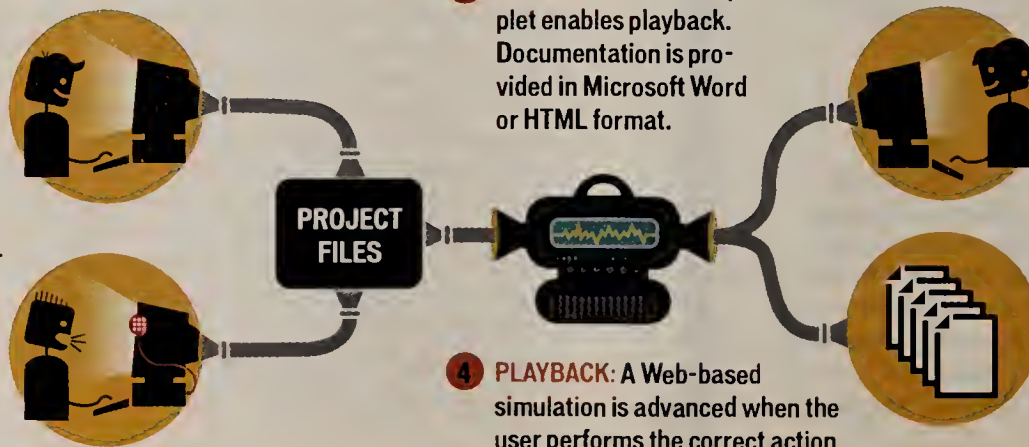 plet enables playback.
Documentation is pro-
vided in Microsoft Word
or HTML format.
PROJECT
FILES
4 PLAYBACK: A Web-based
simulation is advanced when the
user performs the correct action